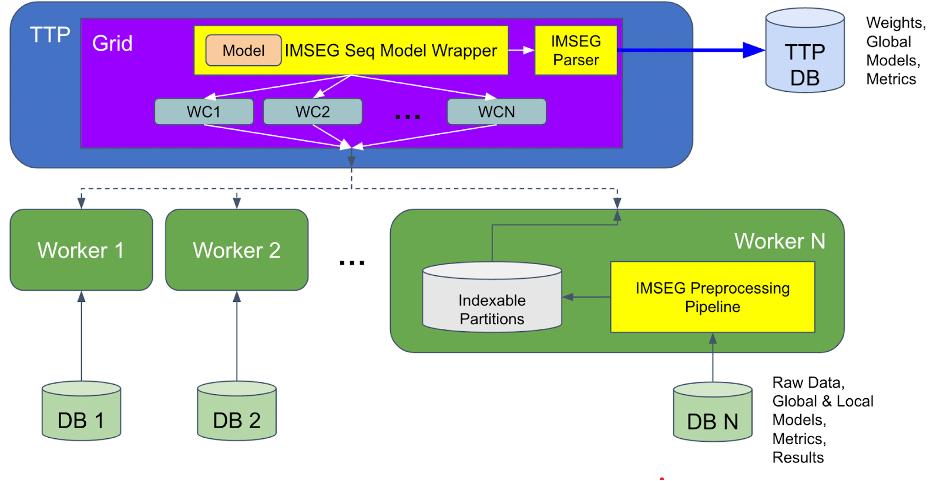 TTP
Grid
Model
IMSEG Seq Model Wrapper
IMSEG
Parser
TTP
DB
Weights,
Global
Models,
Metrics
WC1
WC2
...
WCN
Worker 1
Worker 2
...
Worker N
Indexable
Partitions
IMSEG Preprocessing
Pipeline
DB 1
DB 2
DB N
Raw Data,
Global & Local
Models,
Metrics,
Results